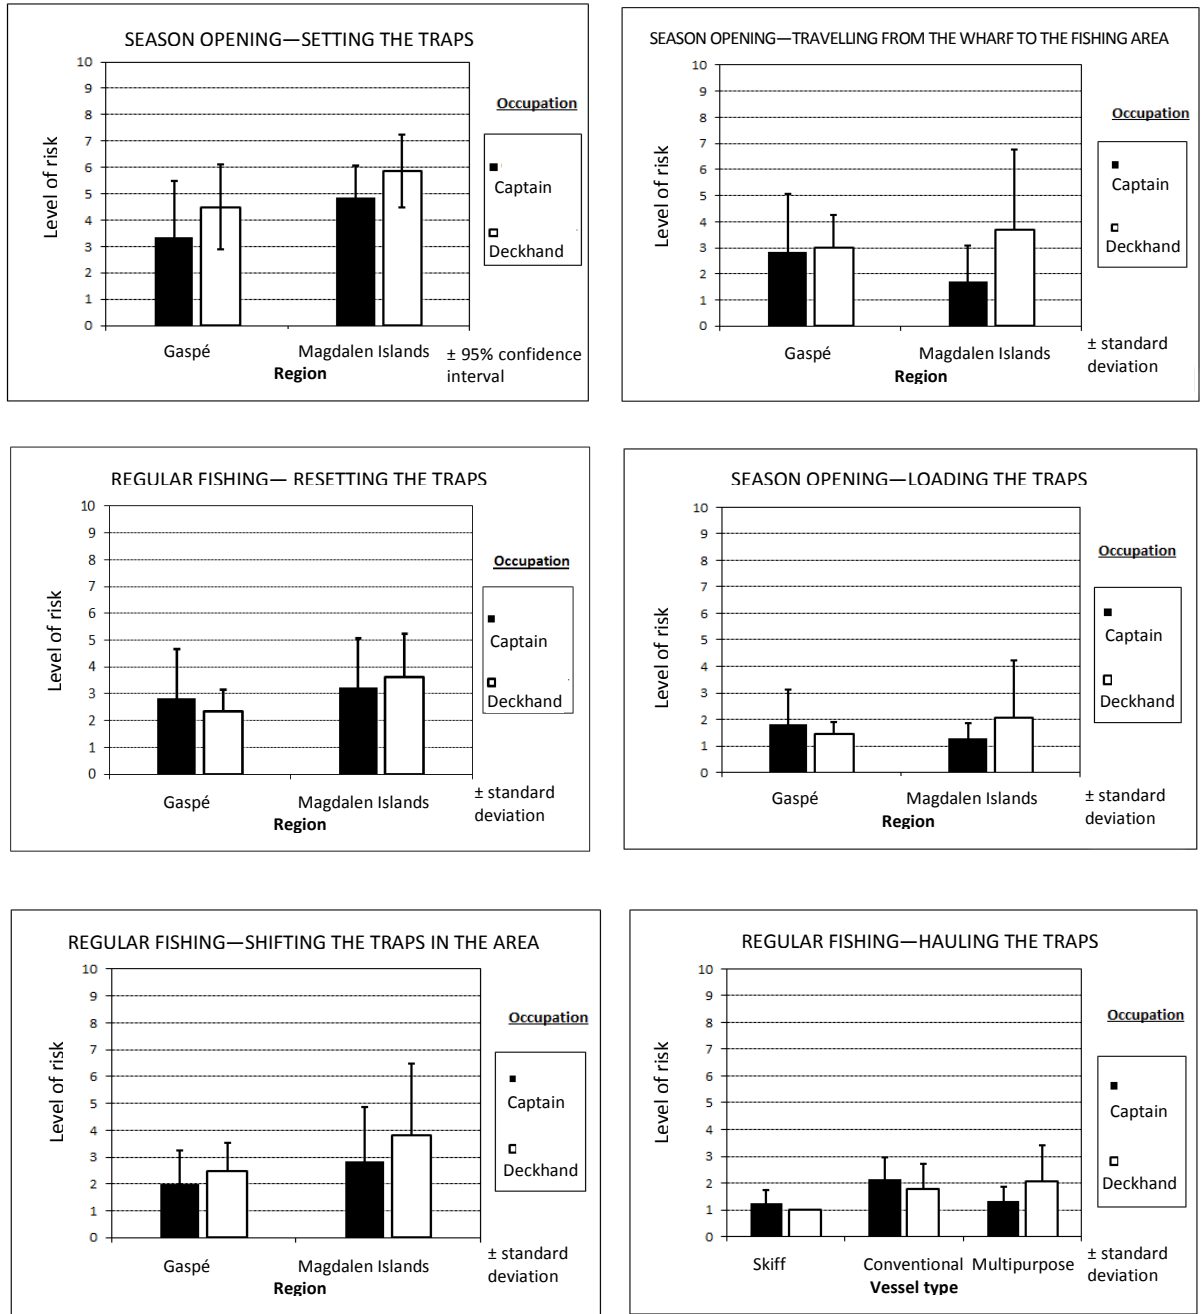 SEASON OPENING—SETTING THE TRAPS
10
9
8
7
6
5
4
3
2
1
0
Level of risk
Occupation
Captain
Deckhand
Gaspé
Magdalen Islands
Region
± 95% confidence
interval
SEASON OPENING—TRAVELLING FROM THE WHARF TO THE FISHING AREA
10
9
8
7
6
5
4
3
2
1
0
Level of risk
Occupation
Captain
Deckhand
Gaspé
Magdalen Islands
Region
± standard
deviation
REGULAR FISHING— RESETTING THE TRAPS
10
9
8
7
6
5
4
3
2
1
0
Level of risk
Occupation
Captain
Deckhand
Gaspé
Magdalen Islands
Region
± standard
deviation
SEASON OPENING—LOADING THE TRAPS
10
9
8
7
6
5
4
3
2
1
0
Level of risk
Occupation
Captain
Deckhand
Gaspé
Magdalen Islands
Region
± standard
deviation
REGULAR FISHING—SHIFTING THE TRAPS IN THE AREA
10
9
8
7
6
5
4
3
2
1
0
Level of risk
Occupation
Captain
Deckhand
Gaspé
Magdalen Islands
Region
± standard
deviation
REGULAR FISHING—HAULING THE TRAPS
10
9
8
7
6
5
4
3
2
1
0
Level of risk
Occupation
Captain
Deckhand
Skiff
Conventional
Multipurpose
Vessel type
± standard
deviation